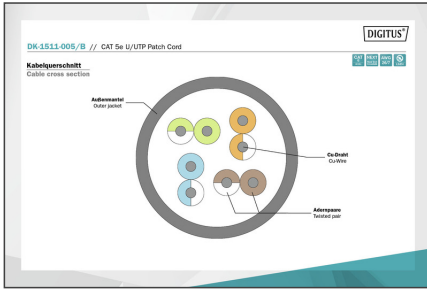 DIGITUS®
DK-1511-005/B // CAT 5e U/UTP Patch Cord
Kabelquerschnitt
Cable cross section
Außenmantel
Outer jacket
Cu-Draht
Cu-Wire
Aderspaare
Twisted pair